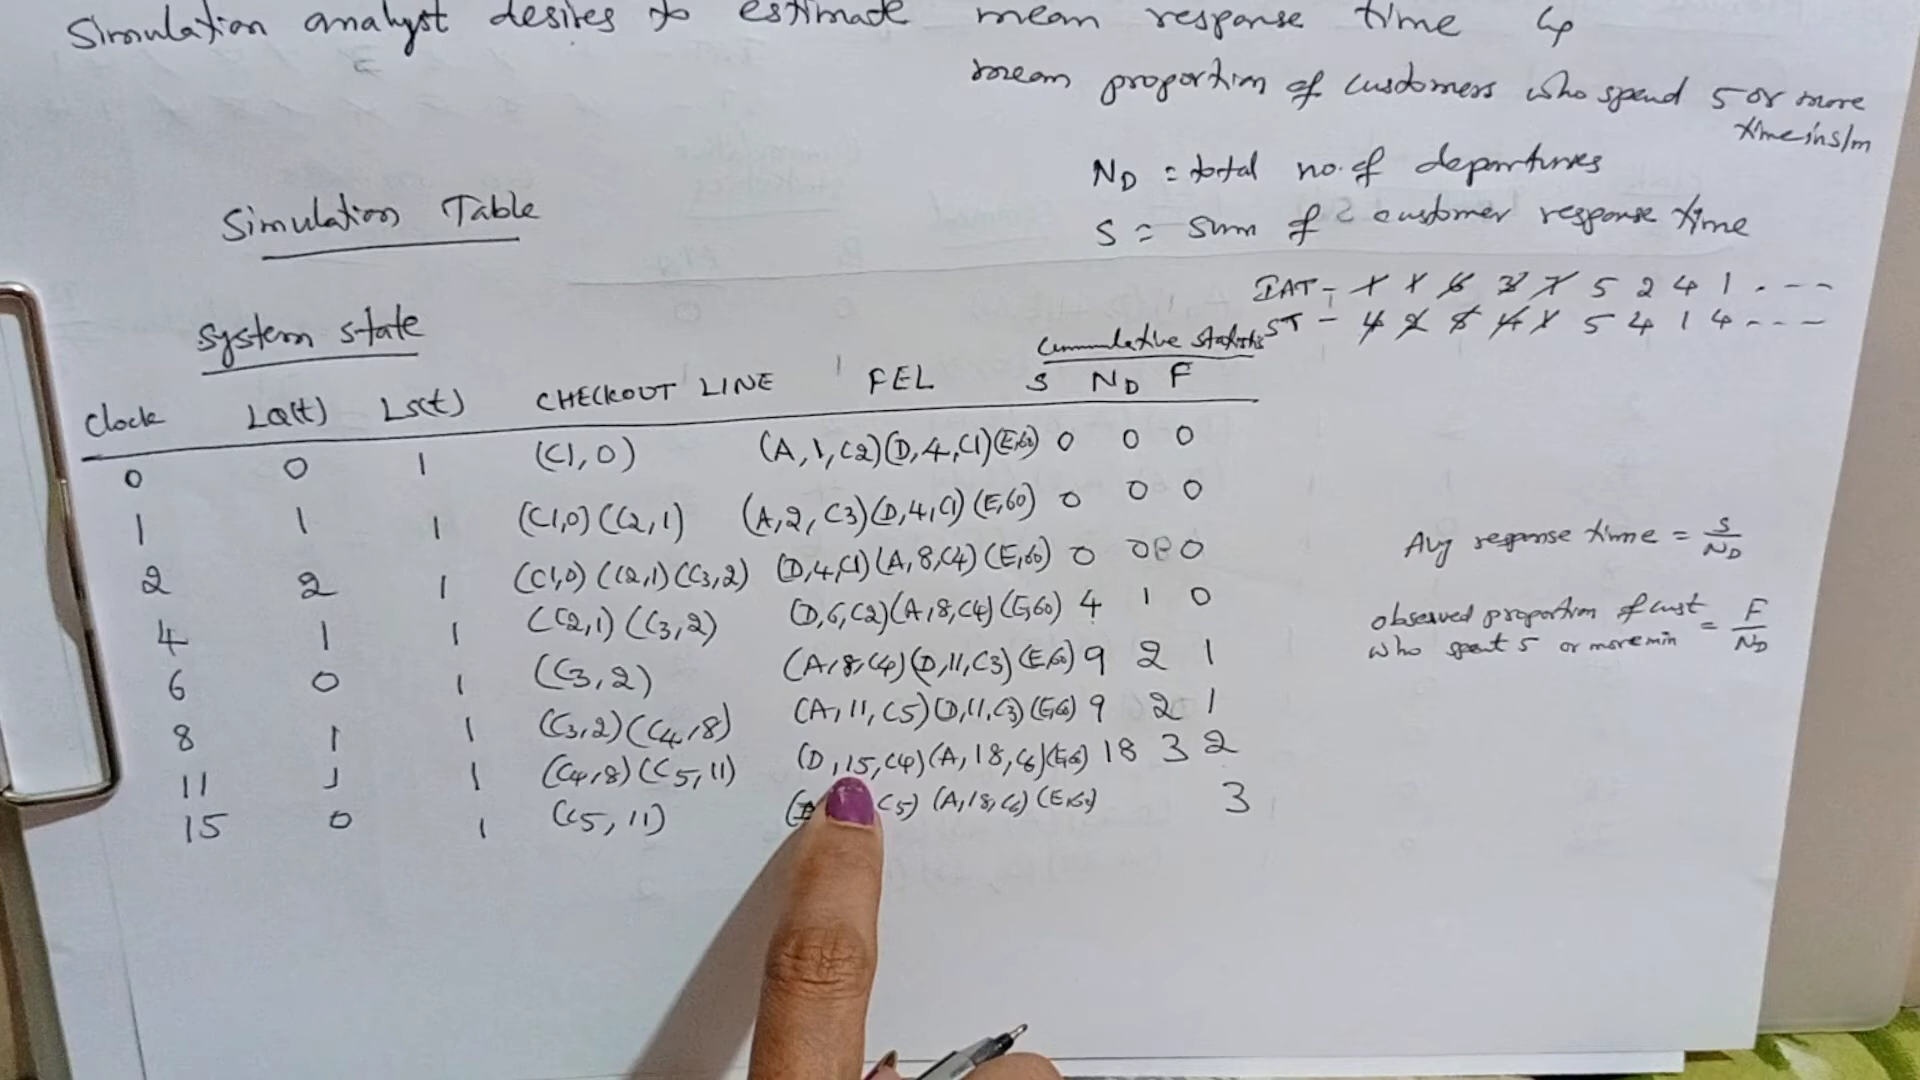 Simulation analyst desires to estimate mean response time &
mean proportion of customers who spend 5 or more
time in s/m
ND = total no. of departures
S = Sum of customer response time
Simulation Table
IAT - 1 1 6 3 7 5 2 4 1 . ---
ST - 4 2 5 4 1 5 4 1 4 ----
System state
Cummulative Statistics
Clock LQ(t) LS(t) CHECKOUT LINE FEL S ND F
0 0 1 (C1,0) (A,1,C2)(D,4,C1)(E,60) 0 0 0
1 1 1 (C1,0)(C2,1) (A,2,C3)(D,4,C1)(E,60) 0 0 0
2 2 1 (C1,0)(C2,1)(C3,2) (D,4,C1)(A,8,C4)(E,60) 0 0 0
4 1 1 (C2,1)(C3,2) (D,6,C2)(A,8,C4)(E,60) 4 1 0
6 0 1 (C3,2) (A,8,C4)(D,11,C3)(E,60) 9 2 1
8 1 1 (C3,2)(C4,8) (A,11,C5)(D,11,C3)(E,60) 9 2 1
11 1 1 (C4,8)(C5,11) (D,15,C4)(A,18,C6)(E,60) 18 3 2
15 0 1 (C5,11) C5)(A,18,C6)(E,60) 3
Avg response time = S/ND
observed proportion of cust
who spent 5 or more min = F/ND